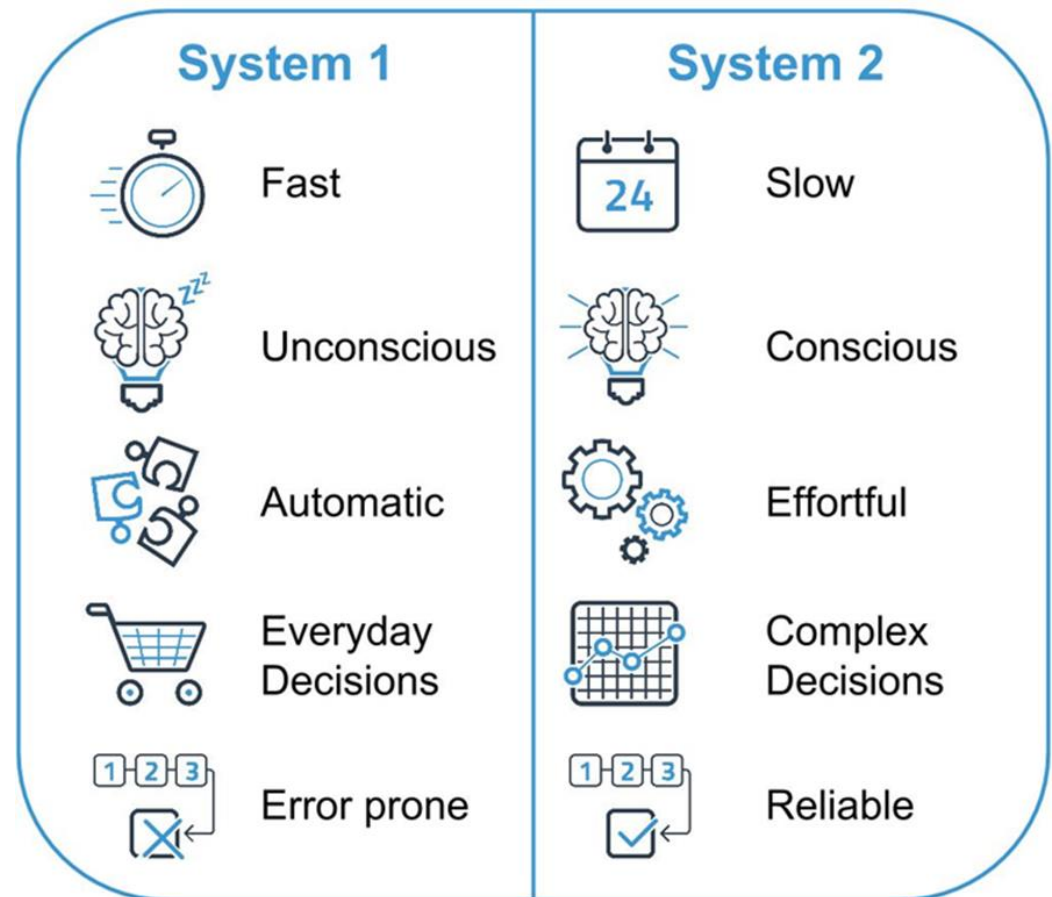 System 1
System 2
Fast
24
Slow
zzz
Unconscious
Conscious
Automatic
Effortful
Everyday
Decisions
Complex
Decisions
1 2 3
Error prone
1 2 3
Reliable